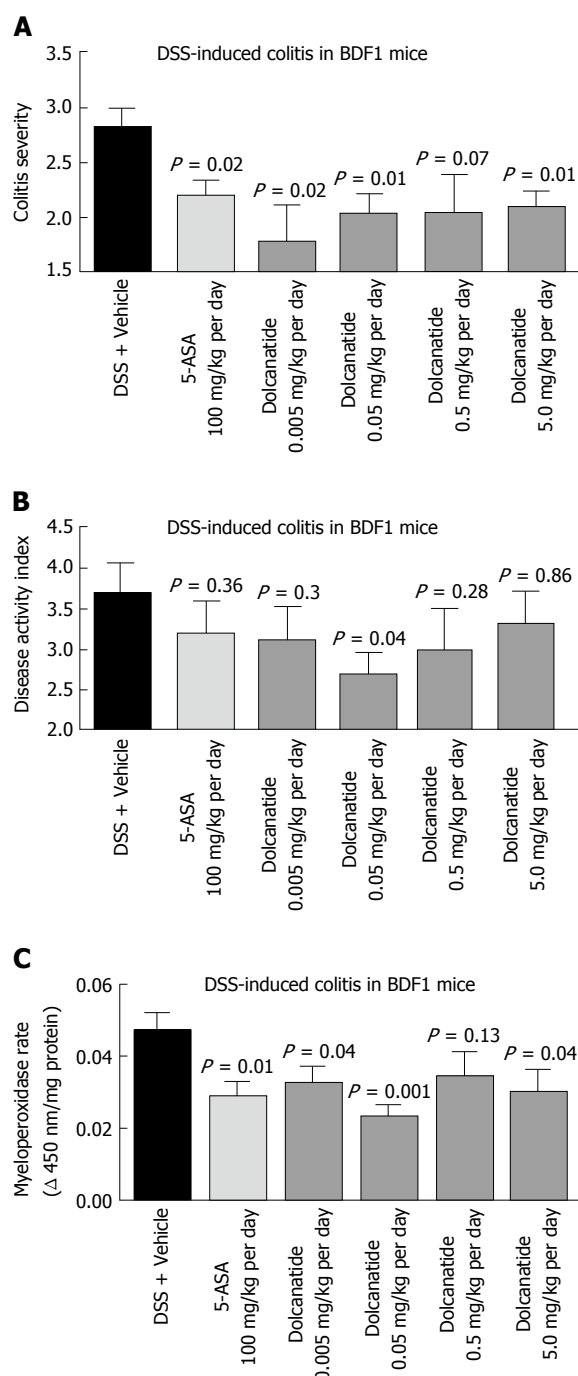 A
DSS-induced colitis in BDF1 mice
Colitis severity
3.0
2.5
2.0
1.5
P = 0.02
P = 0.02
P = 0.01
P = 0.07
P = 0.01
DSS + Vehicle
5-ASA
100 mg/kg per day
Dolcanatide
0.005 mg/kg per day
Dolcanatide
0.05 mg/kg per day
Dolcanatide
0.5 mg/kg per day
Dolcanatide
5.0 mg/kg per day
B
DSS-induced colitis in BDF1 mice
Disease activity index
4.5
4.0
3.5
3.0
2.5
2.0
P = 0.36
P = 0.3
P = 0.04
P = 0.28
P = 0.86
DSS + Vehicle
5-ASA
100 mg/kg per day
Dolcanatide
0.005 mg/kg per day
Dolcanatide
0.05 mg/kg per day
Dolcanatide
0.5 mg/kg per day
Dolcanatide
5.0 mg/kg per day
C
DSS-induced colitis in BDF1 mice
Myeloperoxidase rate
(Δ 450 nm/mg protein)
0.06
0.04
0.02
0.00
P = 0.01
P = 0.04
P = 0.001
P = 0.13
P = 0.04
DSS + Vehicle
5-ASA
100 mg/kg per day
Dolcanatide
0.005 mg/kg per day
Dolcanatide
0.05 mg/kg per day
Dolcanatide
0.5 mg/kg per day
Dolcanatide
5.0 mg/kg per day